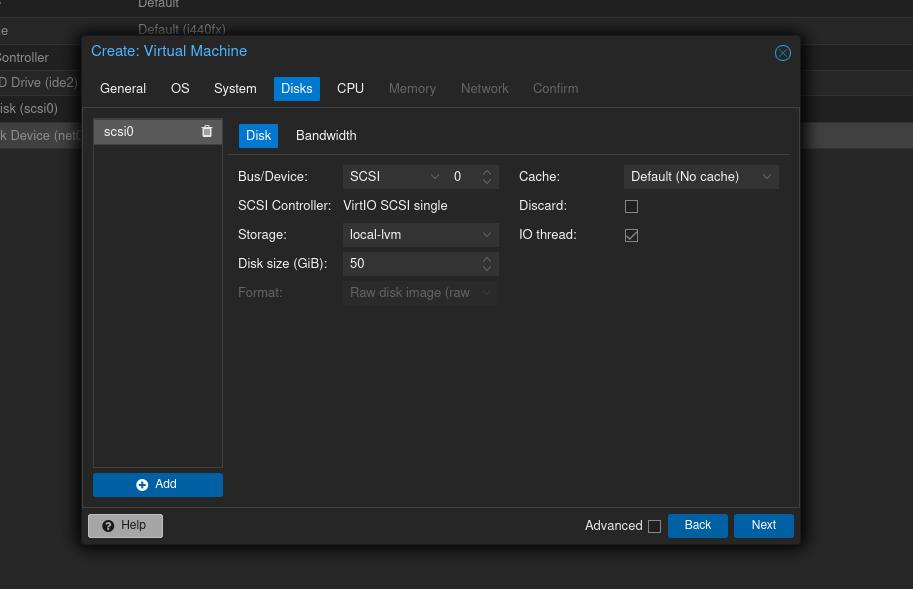 Default
e
Default (i440fx)
Controller
D Drive (ide2)
isk (scsi0)
k Device (net0
Create: Virtual Machine
General OS System Disks CPU Memory Network Confirm
scsi0
Disk Bandwidth
Bus/Device: SCSI 0 Cache: Default (No cache)
SCSI Controller: VirtIO SCSI single Discard:
Storage: local-lvm IO thread:
Disk size (GiB): 50
Format: Raw disk image (raw
Add
Help Advanced Back Next